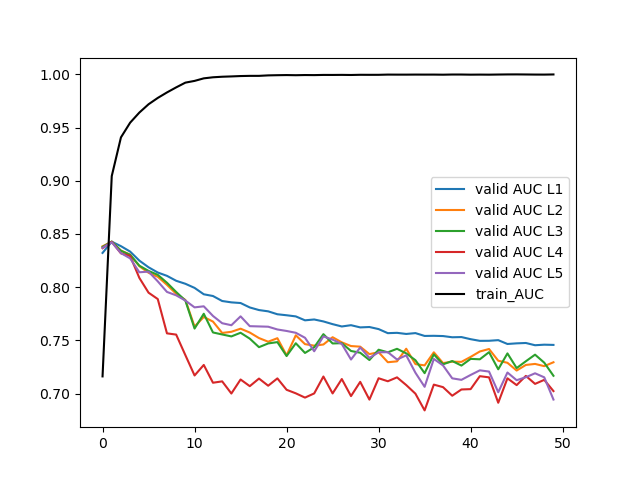 1.00
0.95
0.90
0.85
0.80
0.75
0.70
valid AUC L1
valid AUC L2
valid AUC L3
valid AUC L4
valid AUC L5
train_AUC
0 10 20 30 40 50